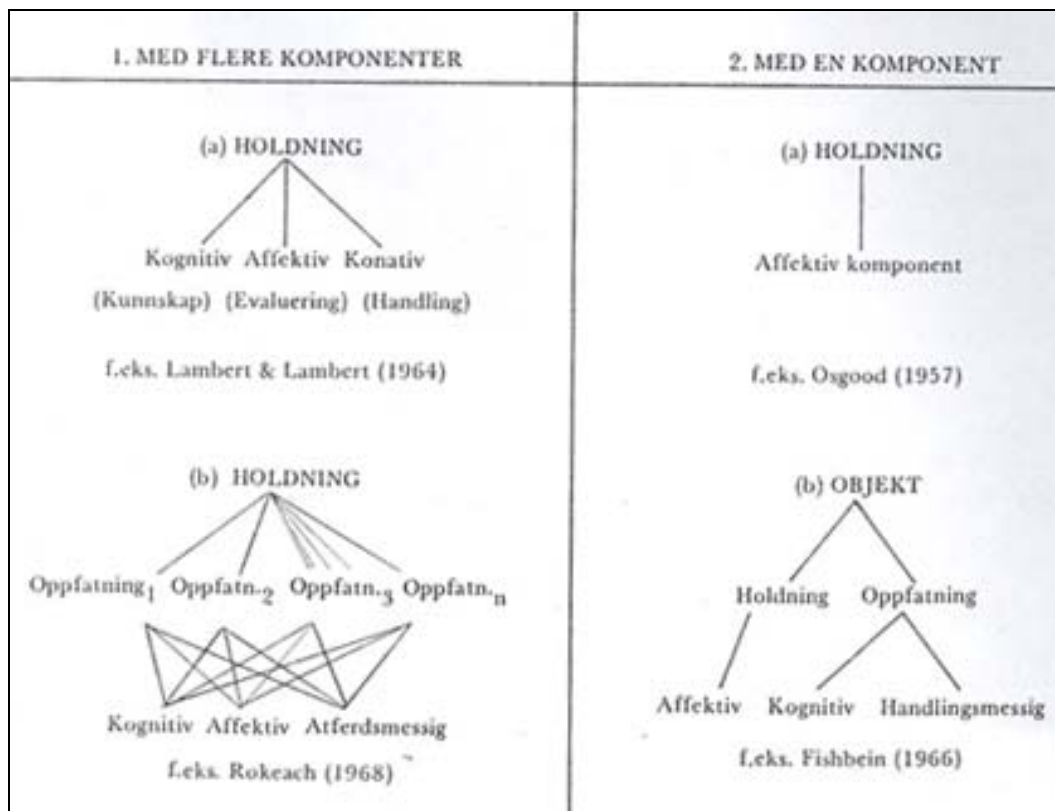 1. MED FLERE KOMPONENTER
(a) HOLDNING
Kognitiv Affektiv Konativ
(Kunnskap) (Evaluering) (Handling)
f.eks. Lambert & Lambert (1964)
(b) HOLDNING
Oppfatning1 Oppfatn.2 Oppfatn.3 Oppfatn.n
Kognitiv Affektiv Atferdsmessig
f.eks. Rokeach (1968)
2. MED EN KOMPONENT
(a) HOLDNING
Affektiv komponent
f.eks. Osgood (1957)
(b) OBJEKT
Holdning Oppfatning
Affektiv Kognitiv Handlingsmessig
f.eks. Fishbein (1966)